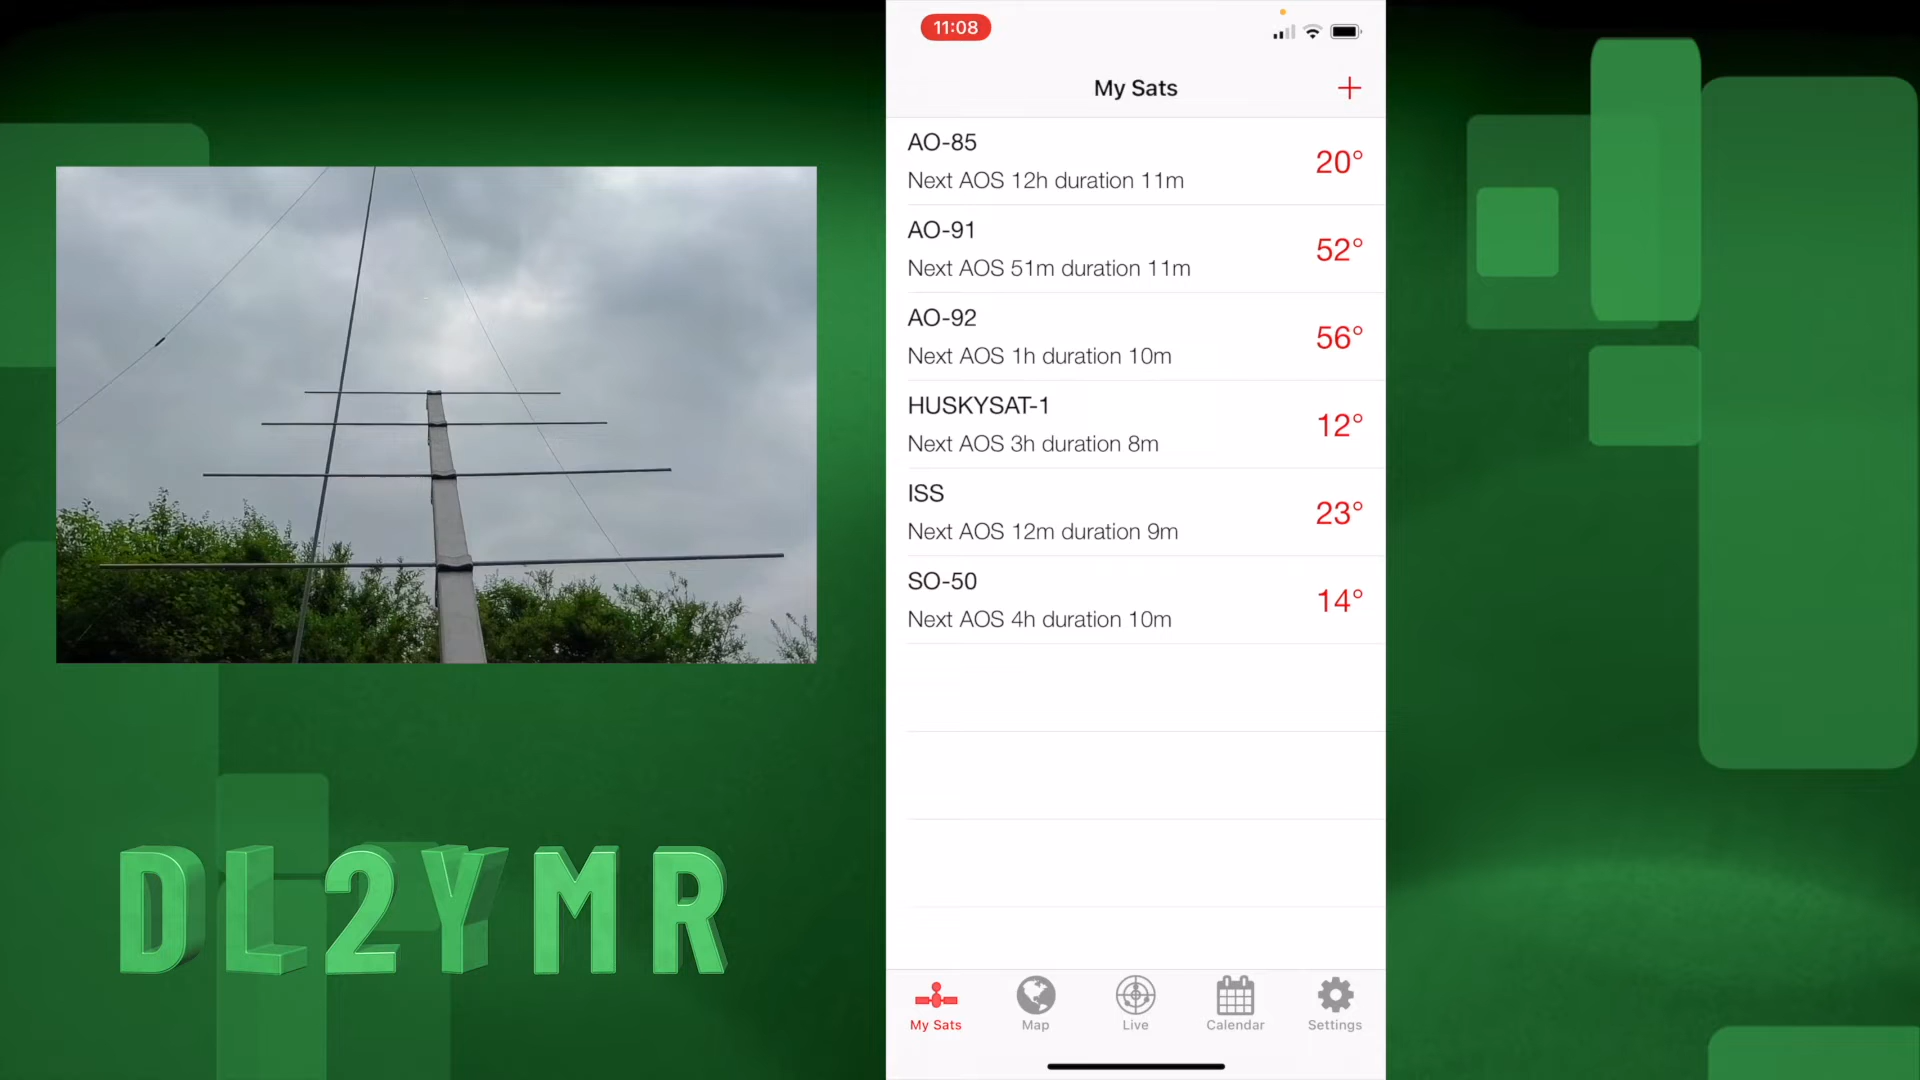 11:08
My Sats
AO-85
20°
Next AOS 12h duration 11m
AO-91
52°
Next AOS 51m duration 11m
AO-92
56°
Next AOS 1h duration 10m
HUSKYSAT-1
12°
Next AOS 3h duration 8m
ISS
23°
Next AOS 12m duration 9m
SO-50
14°
Next AOS 4h duration 10m
My Sats
Map
Live
Calendar
Settings
DL2YMR